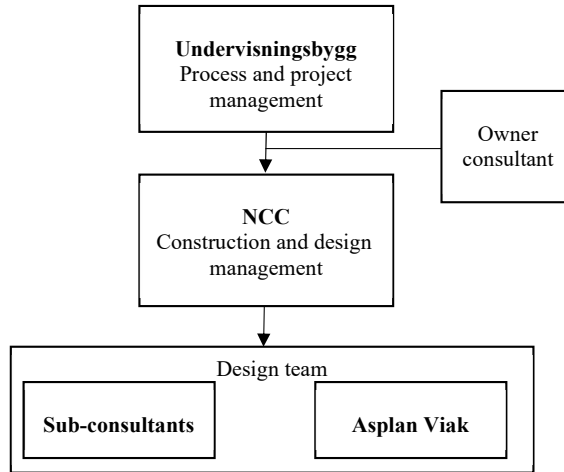 Undervisningsbygg
Process and project
management
Owner
consultant
NCC
Construction and design
management
Design team
Sub-consultants
Asplan Viak